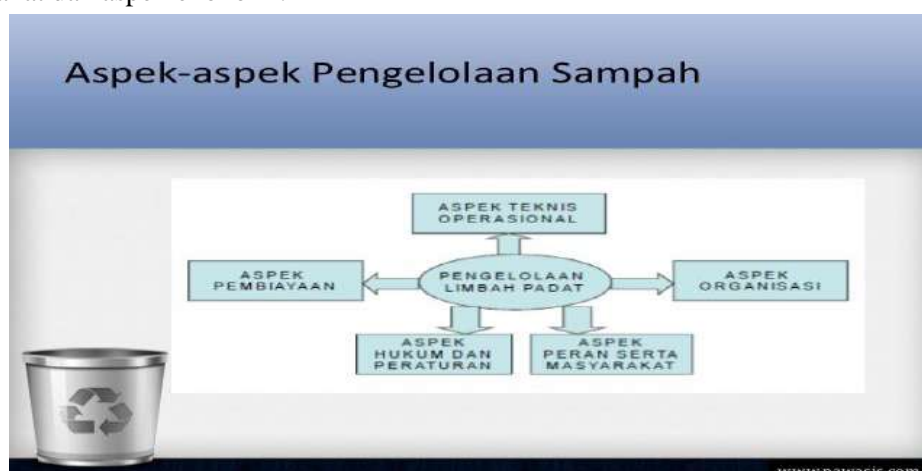 Aspek-aspek Pengelolaan Sampah
ASPEK TEKNIS
OPERASIONAL
ASPEK
PEMBIAYAAN
PENGELOLAAN
LIMBAH PADAT
ASPEK
ORGANISASI
ASPEK
HUKUM DAN
PERATURAN
ASPEK
PERAN SERTA
MASYARAKAT